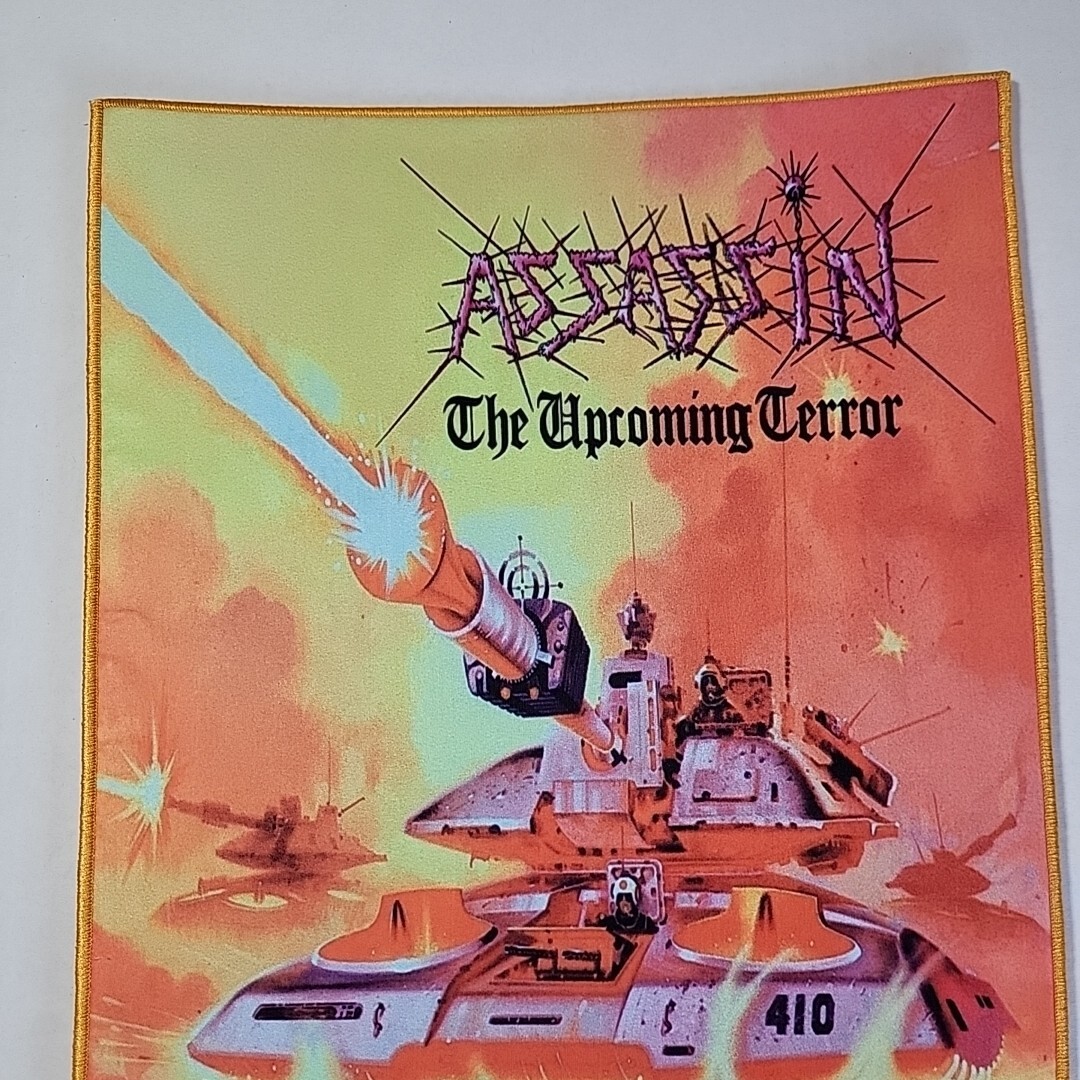 ASSASSiN
The Upcoming Terror
410